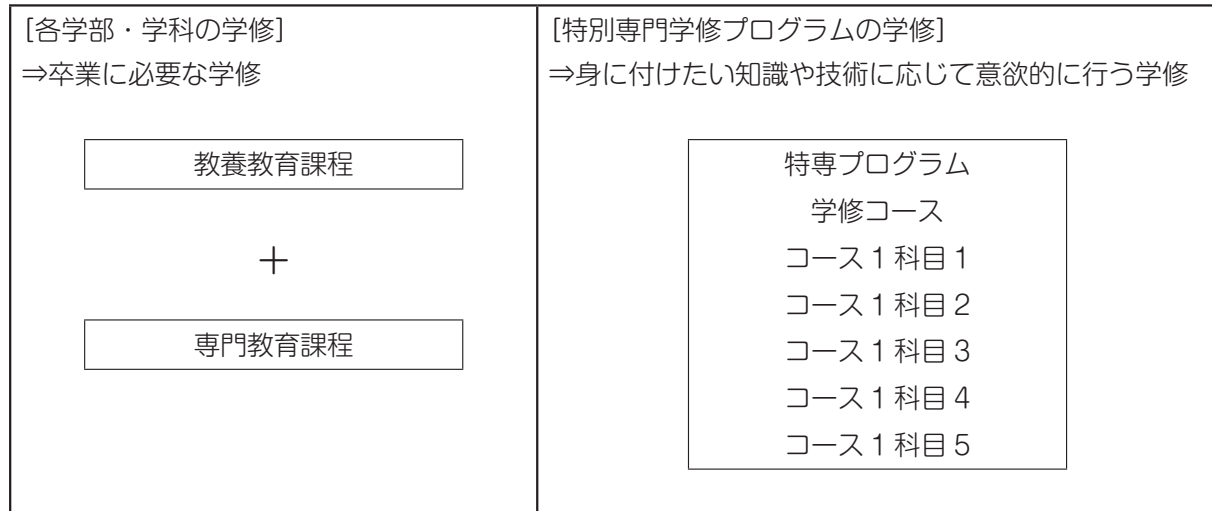 [各学部・学科の学修]
⇒卒業に必要な学修
教養教育課程
＋
専門教育課程
[特別専門学修プログラムの学修]
⇒身に付けたい知識や技術に応じて意欲的に行う学修
特専プログラム
学修コース
コース１科目１
コース１科目２
コース１科目３
コース１科目４
コース１科目５